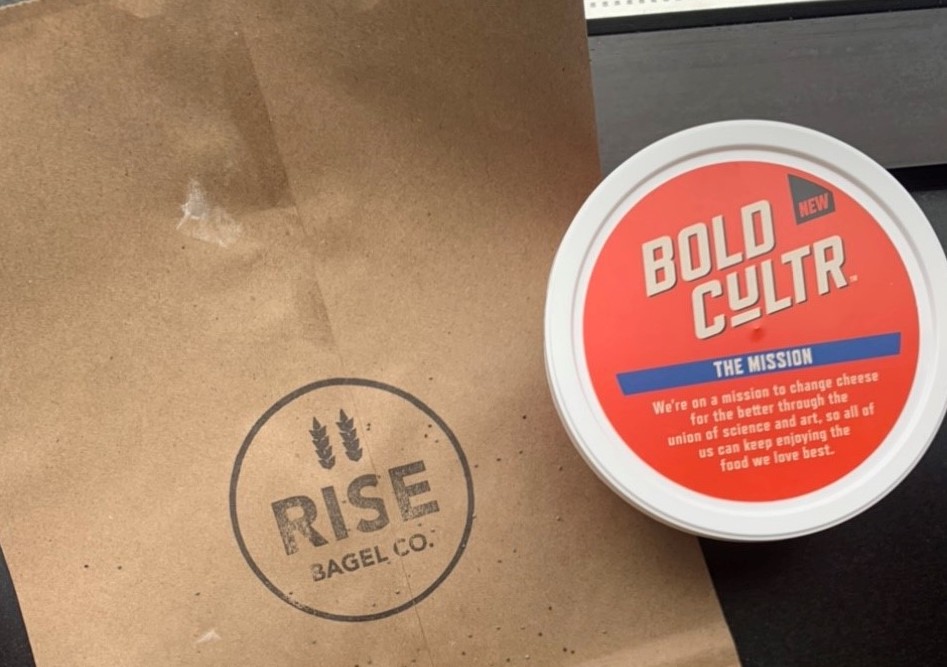 RISE
BAGEL CO.
NEW
BOLD
CULTR™
THE MISSION
We're on a mission to change cheese
for the better through the
union of science and art, so all of
us can keep enjoying the
food we love best.